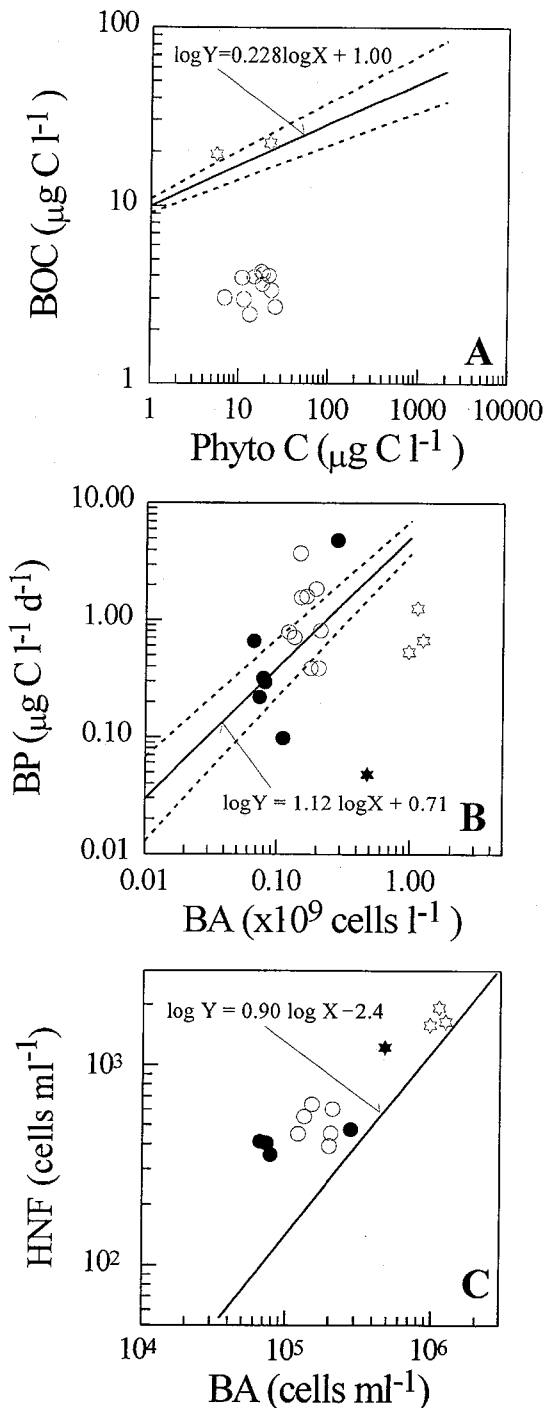 100
logY=0.228logX + 1.00
BOC (μg C l⁻¹)
10
1
A
1 10 100 1000 10000
Phyto C (μg C l⁻¹)
10.00
BP (μg C l⁻¹ d⁻¹)
1.00
0.10
logY = 1.12 logX + 0.71
B
0.01
0.01 0.10 1.00
BA (x10⁹ cells l⁻¹)
log Y = 0.90 log X −2.4
HNF (cells ml⁻¹)
10³
10²
C
10⁴ 10⁵ 10⁶
BA (cells ml⁻¹)